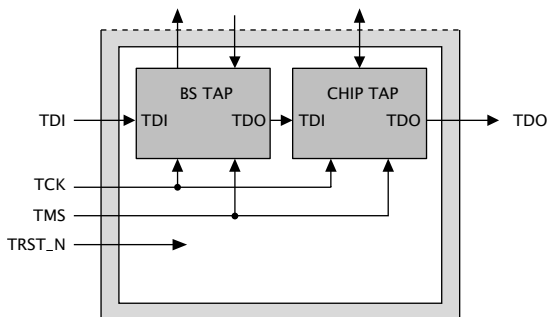 BS TAP
CHIP TAP
TDI
TDI
TDO
TDI
TDO
TDO
TCK
TMS
TRST_N